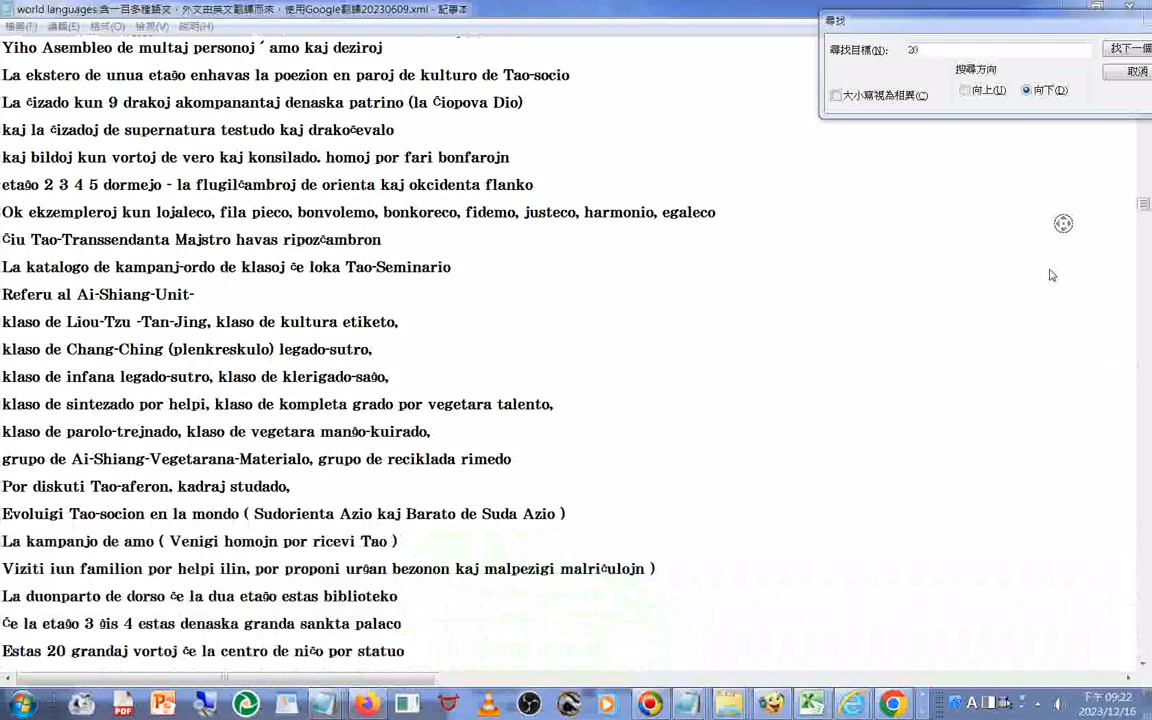 world languages 含一百多種語文，外文由英文翻譯而來，使用Google翻譯20230609.xml - 記事本
檔案(F) 編輯(E) 格式(O) 檢視(V) 說明(H)
Yiho Asembleo de multaj personoj ´ amo kaj deziroj
La ekstero de unua etaĝo enhavas la poezion en paroj de kulturo de Tao-socio
La ĉizado kun 9 drakoj akompanantaj denaska patrino (la Ĉiopova Dio)
kaj la ĉizadoj de supernatura testudo kaj drakoĉevalo
kaj bildoj kun vortoj de vero kaj konsilado. homoj por fari bonfarojn
etaĝo 2 3 4 5 dormejo - la flugilĉambroj de orienta kaj okcidenta flanko
Ok ekzempleroj kun lojaleco, fila pieco, bonvolemo, bonkoreco, fidemo, justeco, harmonio, egaleco
Ĉiu Tao-Transsendanta Majstro havas ripozĉambron
La katalogo de kampanj-ordo de klasoj ĉe loka Tao-Seminario
Referu al Ai-Shiang-Unit-
klaso de Liou-Tzu -Tan-Jing, klaso de kultura etiketo,
klaso de Chang-Ching (plenkreskulo) legado-sutro,
klaso de infana legado-sutro, klaso de klerigado-saĝo,
klaso de sintezado por helpi, klaso de kompleta grado por vegetara talento,
klaso de parolo-trejnado, klaso de vegetara manĝo-kuirado,
grupo de Ai-Shiang-Vegetarana-Materialo, grupo de reciklada rimedo
Por diskuti Tao-aferon, kadraj studado,
Evoluigi Tao-socion en la mondo ( Sudorienta Azio kaj Barato de Suda Azio )
La kampanjo de amo ( Venigi homojn por ricevi Tao )
Viziti iun familion por helpi ilin, por proponi urĝan bezonon kaj malpezigi malriĉulojn )
La duonparto de dorso ĉe la dua etaĝo estas biblioteko
Ĉe la etaĝo 3 ĝis 4 estas denaska granda sankta palaco
Estas 20 grandaj vortoj ĉe la centro de niĉo por statuo
尋找
尋找目標(N): 20
找下一個
搜尋方向
取消
大小寫視為相異(C) 向上(U) 向下(D)
下午 09:22
2023/12/16